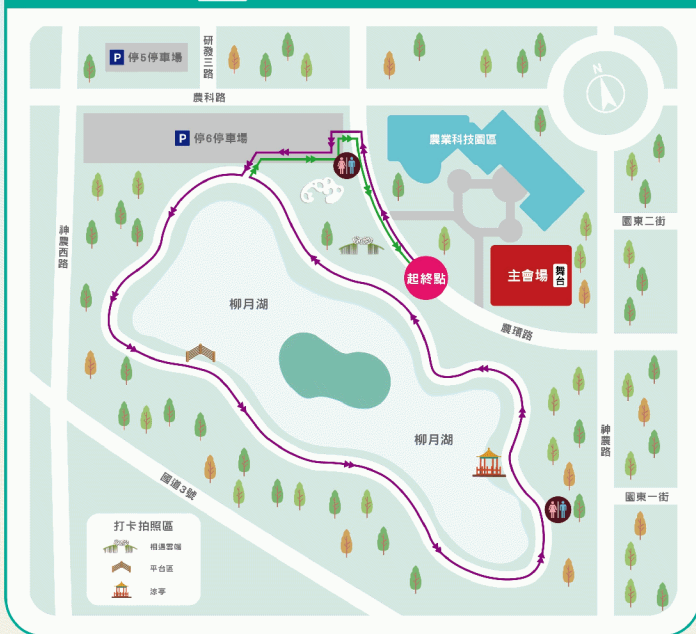 P 停5停車場
研發三路
農科路
N
P 停6停車場
農業科技園區
神農西路
園東二街
起終點
主會場 舞台
柳月湖
農環路
柳月湖
神農路
國道3號
園東一街
打卡拍照區
相遇雲端
平台區
涼亭